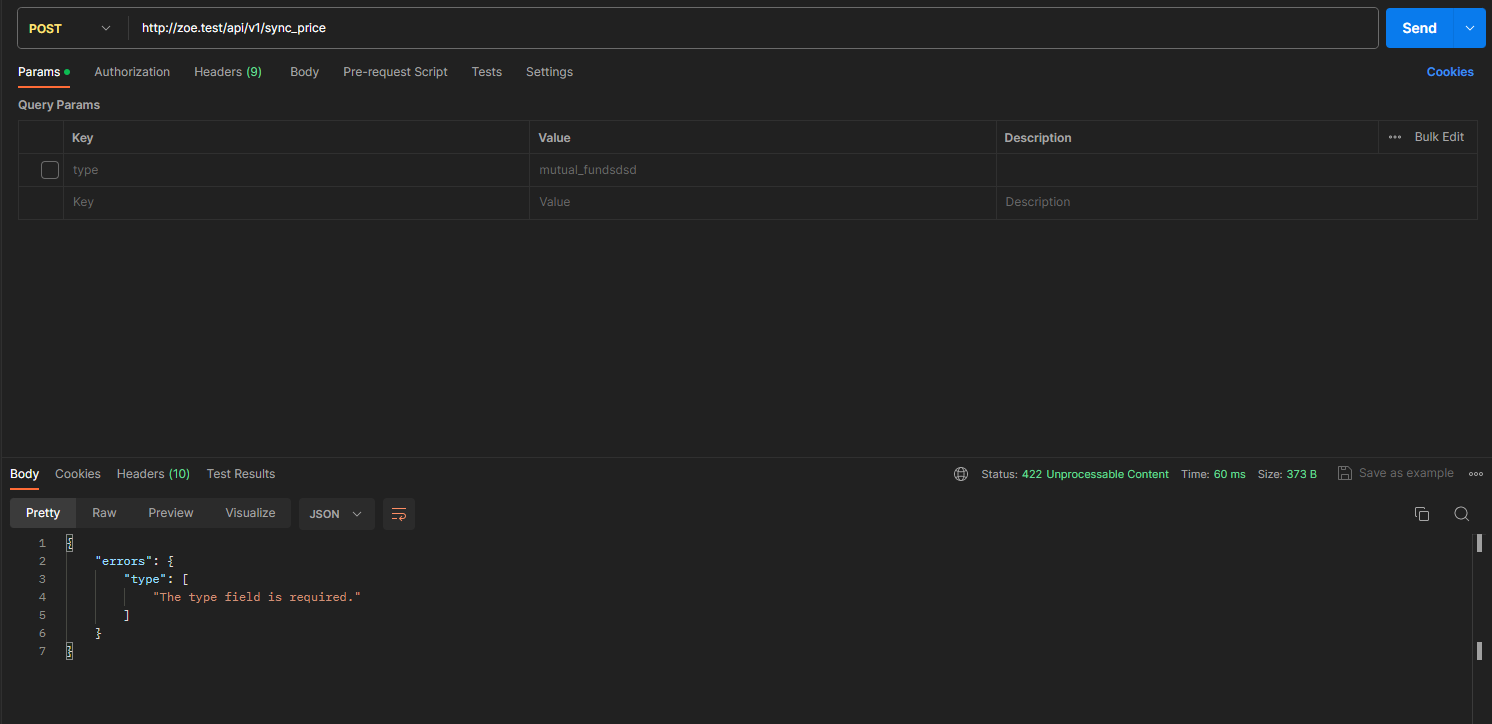 POST http://zoe.test/api/v1/sync_price Send
Params Authorization Headers (9) Body Pre-request Script Tests Settings Cookies
Query Params
Key Value Description ••• Bulk Edit
type mutual_fundsdsd
Key Value Description
Body Cookies Headers (10) Test Results Status: 422 Unprocessable Content Time: 60 ms Size: 373 B Save as example
Pretty Raw Preview Visualize JSON
1 {
2 "errors": {
3 "type": [
4 "The type field is required."
5 ]
6 }
7 }